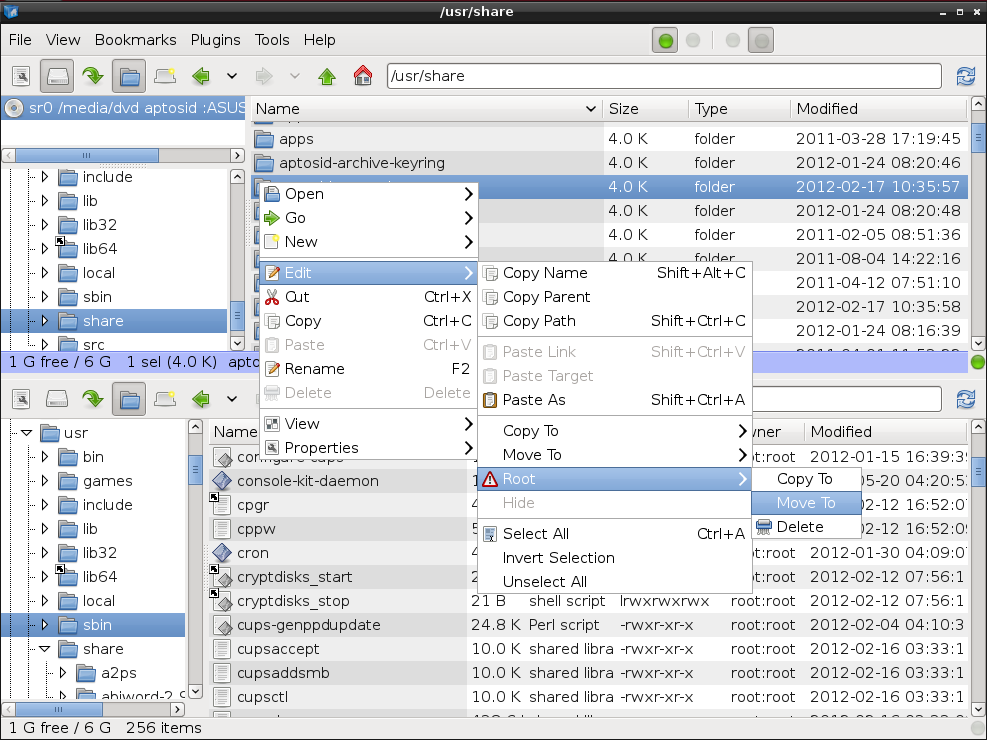 /usr/share
File View Bookmarks Plugins Tools Help
/usr/share
sr0 /media/dvd aptosid :ASUS
Name Size Type Modified
apps 4.0 K folder 2011-03-28 17:19:45
aptosid-archive-keyring 4.0 K folder 2012-01-24 08:20:46
4.0 K folder 2012-02-17 10:35:57
4.0 K folder 2012-01-24 08:20:48
4.0 K folder 2011-02-05 08:51:36
2011-08-04 14:22:16
2011-04-12 07:51:10
2012-02-17 10:35:58
2012-01-24 08:16:39
include
lib
lib32
lib64
local
sbin
share
src
1 G free / 6 G 1 sel (4.0 K) apto
Open
Go
New
Edit
Cut Ctrl+X
Copy Ctrl+C
Paste Ctrl+V
Rename F2
Delete Delete
View
Properties
Copy Name Shift+Alt+C
Copy Parent
Copy Path Shift+Ctrl+C
Paste Link Shift+Ctrl+V
Paste Target
Paste As Shift+Ctrl+A
Copy To
Move To
Root
Hide
Select All Ctrl+A
Invert Selection
Unselect All
Copy To
Move To
Delete
usr
bin
games
include
lib
lib32
lib64
local
sbin
share
a2ps
Name wner Modified
2012-01-15 16:39:3
console-kit-daemon 1 -05-20 04:20:5
cpgr 2012-02-12 16:52:0
cppw 2012-02-12 16:52:0
cron t:root 2012-01-30 04:09:0
cryptdisks_start 2 t:root 2012-02-12 07:56:1
cryptdisks_stop 21 B shell script lrwxrwxrwx root:root 2012-02-12 07:56:1
cups-genppdupdate 24.8 K Perl script -rwxr-xr-x root:root 2012-02-04 04:10:3
cupsaccept 10.0 K shared libra -rwxr-xr-x root:root 2012-02-16 03:33:1
cupsaddsmb 10.0 K shared libra -rwxr-xr-x root:root 2012-02-16 03:33:1
cupsctl 10.0 K shared libra -rwxr-xr-x root:root 2012-02-16 03:33:1
1 G free / 6 G 256 items